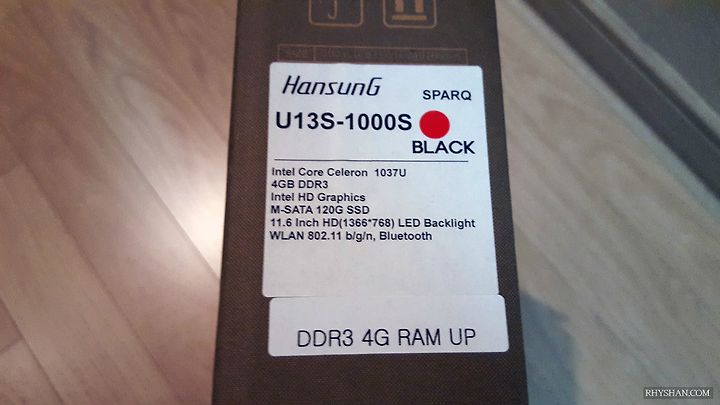 HansunG
SPARQ
U13S-1000S
BLACK
Intel Core Celeron 1037U
4GB DDR3
Intel HD Graphics
M-SATA 120G SSD
11.6 Inch HD(1366*768) LED Backlight
WLAN 802.11 b/g/n, Bluetooth
DDR3 4G RAM UP
RHYSHAN.COM